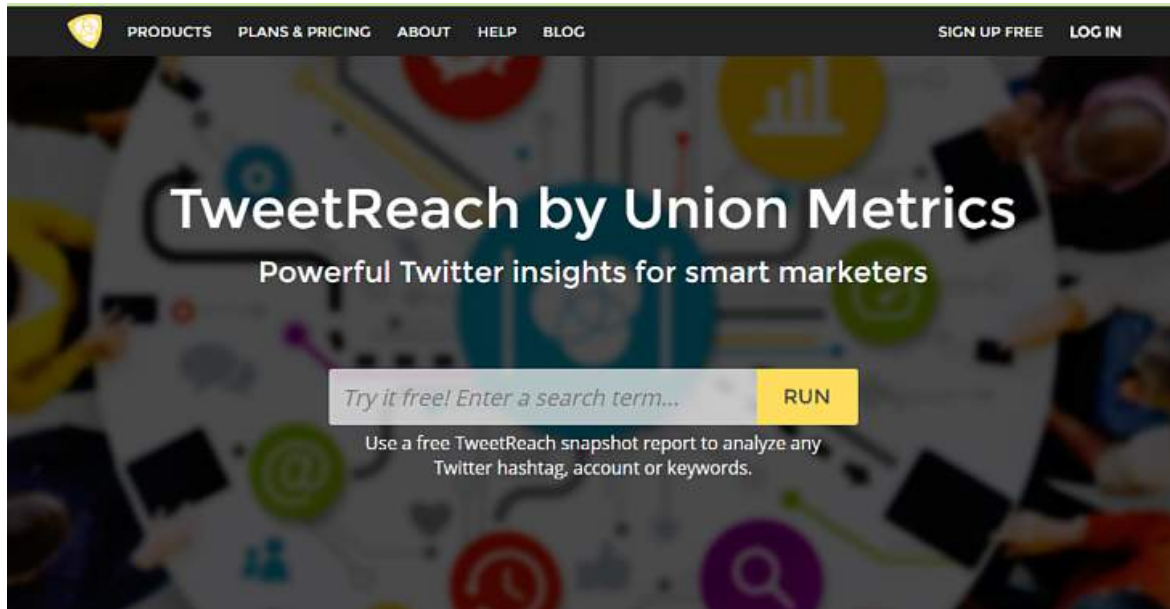 PRODUCTS PLANS & PRICING ABOUT HELP BLOG SIGN UP FREE LOG IN
TweetReach by Union Metrics
Powerful Twitter insights for smart marketers
Try it free! Enter a search term... RUN
Use a free TweetReach snapshot report to analyze any
Twitter hashtag, account or keywords.
@